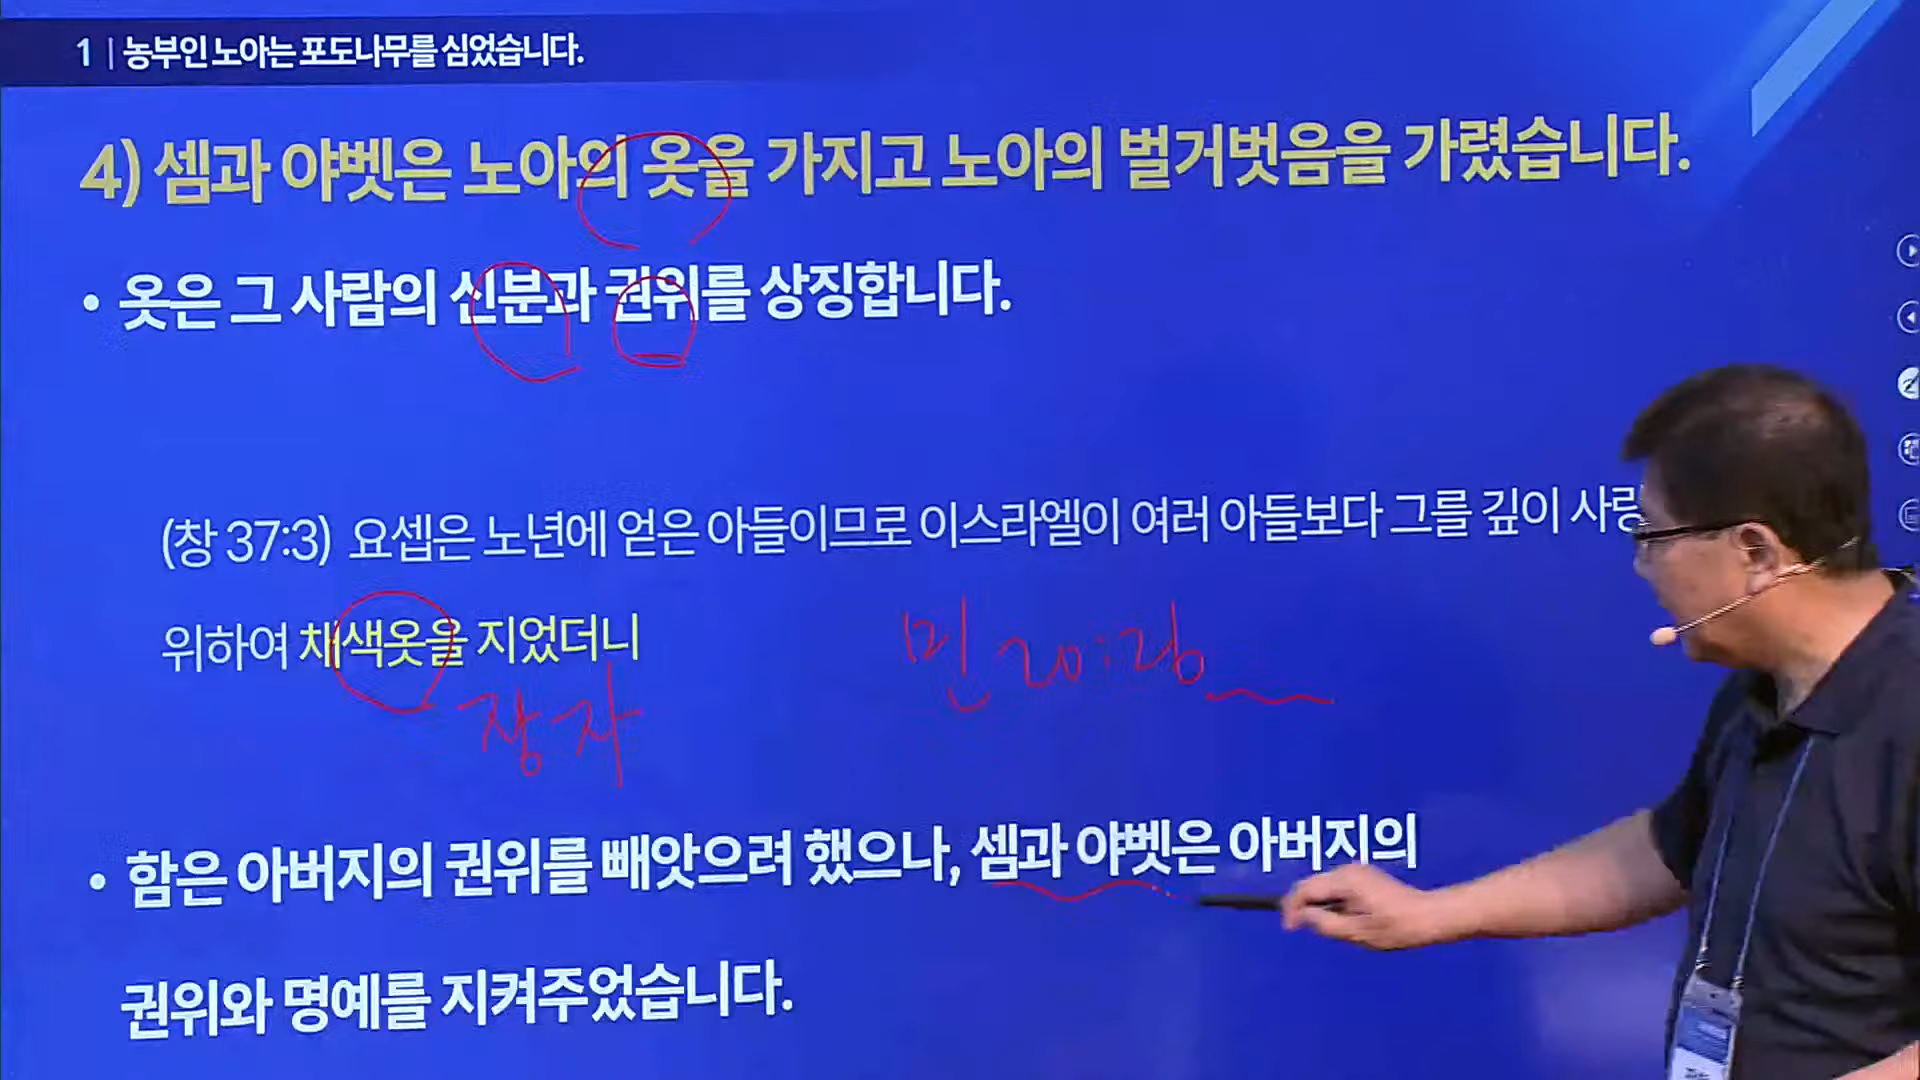 1 | 농부인 노아는 포도나무를 심었습니다.
4) 셈과 야벳은 노아의 옷을 가지고 노아의 벌거벗음을 가렸습니다.
• 옷은 그 사람의 신분과 권위를 상징합니다.
(창 37:3) 요셉은 노년에 얻은 아들이므로 이스라엘이 여러 아들보다 그를 깊이 사랑
위하여 채색옷을 지었더니
민 20:
장자
• 함은 아버지의 권위를 빼앗으려 했으나, 셈과 야벳은 아버지의
권위와 명예를 지켜주었습니다.